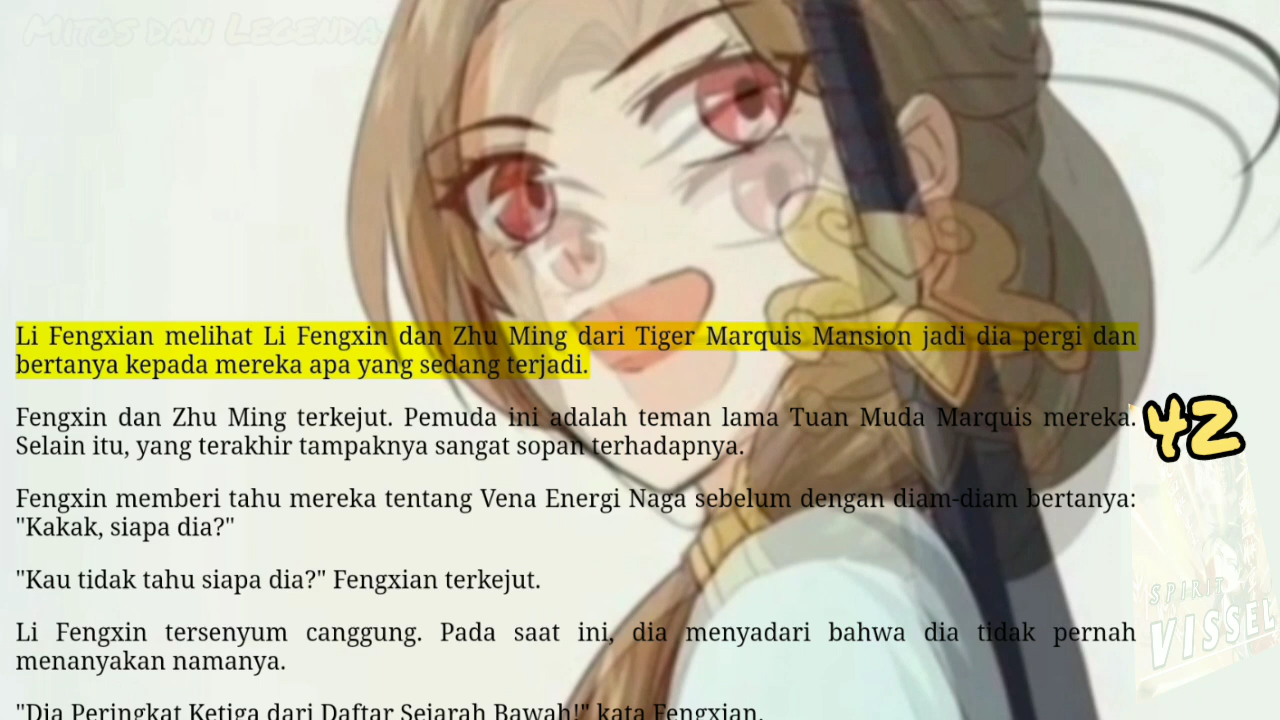 Mitos dan Legenda
Li Fengxian melihat Li Fengxin dan Zhu Ming dari Tiger Marquis Mansion jadi dia pergi dan
bertanya kepada mereka apa yang sedang terjadi.
Fengxin dan Zhu Ming terkejut. Pemuda ini adalah teman lama Tuan Muda Marquis mereka.
Selain itu, yang terakhir tampaknya sangat sopan terhadapnya.
42
Fengxin memberi tahu mereka tentang Vena Energi Naga sebelum dengan diam-diam bertanya:
"Kakak, siapa dia?"
"Kau tidak tahu siapa dia?" Fengxian terkejut.
SPIRIT
VISSEL
Li Fengxin tersenyum canggung. Pada saat ini, dia menyadari bahwa dia tidak pernah
menanyakan namanya.
"Dia Peringkat Ketiga dari Daftar Sejarah Bawah!" kata Fengxian.